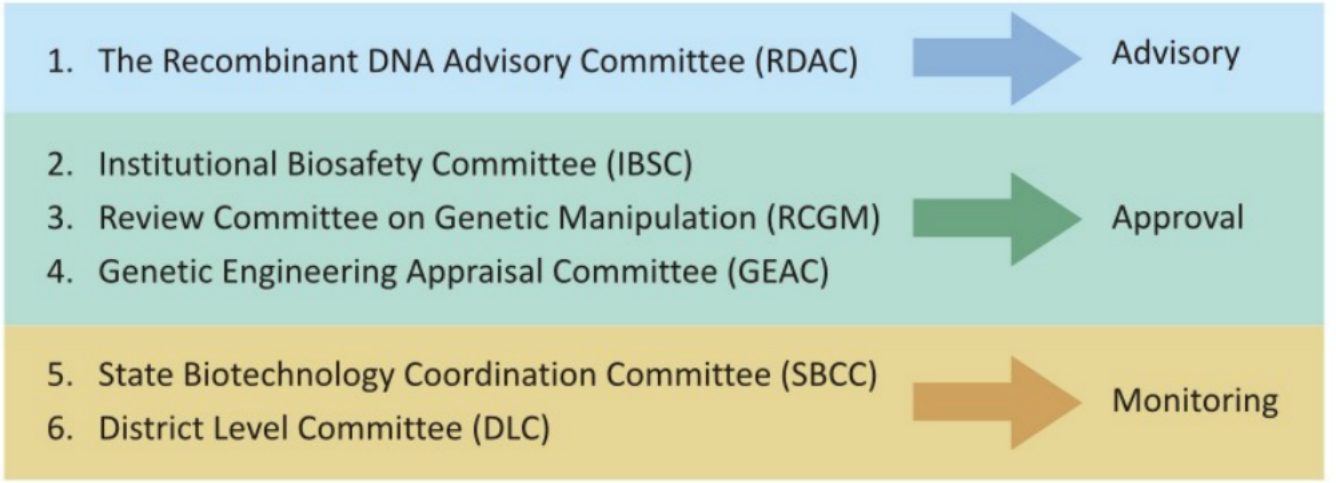 1. The Recombinant DNA Advisory Committee (RDAC)
Advisory
2. Institutional Biosafety Committee (IBSC)
3. Review Committee on Genetic Manipulation (RCGM)
Approval
4. Genetic Engineering Appraisal Committee (GEAC)
5. State Biotechnology Coordination Committee (SBCC)
Monitoring
6. District Level Committee (DLC)